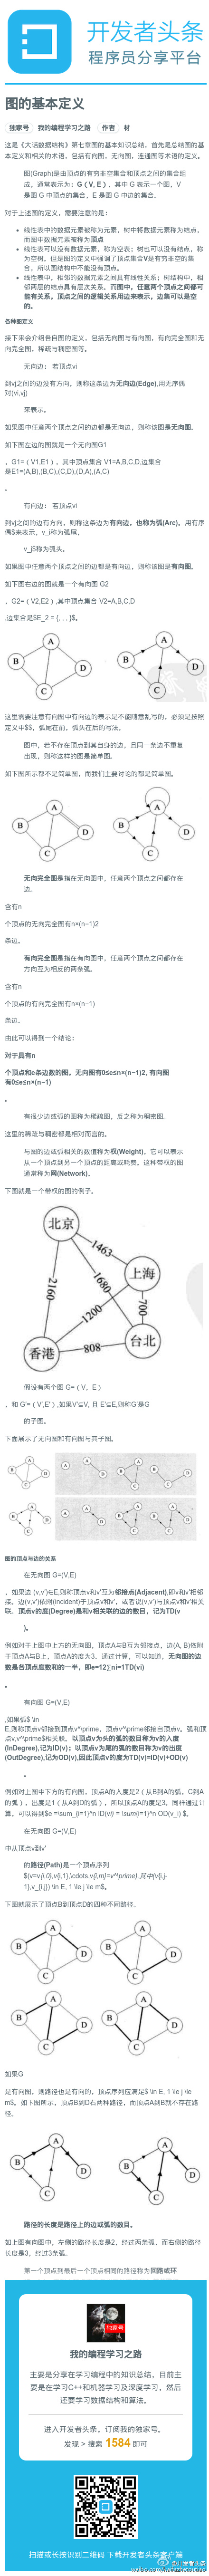 开发者头条
程序员分享平台
图的基本定义
独家号 我的编程学习之路 作者 材
这是《大话数据结构》第七章图的基本知识总结，首先是总结图的基
本定义和相关的术语，包括有向图，无向图，连通图等术语的定义。
图(Graph)是由顶点的有穷非空集合和顶点之间的集合组
成，通常表示为：G ( V, E ) ，其中 G 表示一个图，V
是图 G 中顶点的集合，E 是图 G 中边的集合。
对于上述图的定义，需要注意的是：
线性表中的数据元素被称为元素，树中将数据元素称为结点，
而图中数据元素被称为顶点
线性表可以没有数据元素，称为空表；树也可以没有结点，称
为空树，但是图的定义中强调了顶点集合V是有穷非空的集
合，所以图结构中不能没有顶点。
线性表中，相邻的数据元素之间具有线性关系；树结构中，相
邻两层的结点具有层次关系，而图中，任意两个顶点之间都可
能有关系，顶点之间的逻辑关系用边来表示，边集可以是空
的。
各种图定义
接下来会介绍各自图的定义，包括无向图与有向图，有向完全图和无
向完全图，稀疏与稠密图等。
无向边： 若顶点vi
到vj之间的边没有方向，则称这条边为无向边(Edge),用无序偶
对(vi,vj)
来表示。
如果图中任意两个顶点之间的边都是无向边，则称该图是无向图。
如下图左边的图就是一个无向图G1
，G1=（ V1,E1 )，其中顶点集合 V1=A,B,C,D,边集合
是E1=(A,B),(B,C),(C,D),(D,A),(A,C)
。
有向边： 若顶点vi
到vj之间的边有方向，则称这条边为有向边，也称为弧(Arc)，用有序
偶$来表示，v_i称为弧尾，
v_j$称为弧头。
如果图中任意两个顶点之间的边都是有向边，则称该图是有向图。
如下图右边的图就是一个有向图 G2
，G2=（ V2,E2 ) ,其中顶点集合 V2=A,B,C,D
,边集合是$E_2 = {, , , }$。
A
B
D
C
A
B
D
C
这里需要注意有向图中有向边的表示是不能随意乱写的，必须是按照
定义中$$，弧尾在前，弧头在后的写法。
图中，若不存在顶点到其自身的边，且同一条边不重复
出现，则称这样的图是简单图。
如下图所示都不是简单图，而我们主要讨论的都是简单图。
A
B
D
C
A
B
D
C
无向完全图是指在无向图中，任意两个顶点之间都存在
边。
含有n
个顶点的无向完全图有n×(n−1)2
条边。
有向完全图是指在有向图中，任意两个顶点之间都存在
方向互为相反的两条弧。
含有n
个顶点的有向完全图有n×(n−1)
条边。
由此可以得到一个结论：
对于具有n
个顶点和e条边数的图，无向图有0≤e≤n×(n−1)2, 有向图
有0≤e≤n×(n−1)
。
有很少边或弧的图称为稀疏图，反之称为稠密图。
这里的稀疏与稠密都是相对而言的。
与图的边或弧相关的数值称为权(Weight)，它可以表示
从一个顶点到另一个顶点的距离或耗费。这种带权的图
通常称为网(Network)。
下图就是一个带权的图的例子。
北京
1463
上海
1680
2160
1200
700
香港
808
台北
假设有两个图 G=（ V, E )
，和 G'=（ V',E' ) ,如果V'⊆V, 且 E'⊆E,则称G'是G
的子图。
下面展示了无向图和有向图与其子图。
图的顶点与边的关系
在无向图 G=(V,E)
，如果边 (v,v')∈E,则称顶点v和v'互为邻接点(Adjacent),即v和v'相邻
接，边(v,v')依附(incident)于顶点v和v'，或者说(v,v')与顶点v和v'相关
联。顶点v的度(Degree)是和v相关联的边的数目，记为TD(v
)。
例如对于上图中上方的无向图，顶点A与B互为邻接点，边(A, B)依附
于顶点A与B上，顶点A的度为3。通过计算，可以知道，无向图的边
数是各顶点度数和的一半，即e=12∑ni=1TD(vi)
。
有向图 G=(V,E)
,如果弧$ \in
E,则称顶点v邻接到顶点v^\prime，顶点v^\prime邻接自顶点v。弧和顶
点v,v^\prime$相关联。以顶点v为头的弧的数目称为v的入度
(InDegree),记为ID(v)；以顶点v为尾的弧的数目称为v的出度
(OutDegree),记为OD(v),因此顶点v的度为TD(v)=ID(v)+OD(v)
。
例如对上图中下方的有向图，顶点A的入度是2（ 从B到A的弧，C到A
的弧 ) ，出度是1（ 从A到D的弧 ) ，所以顶点A的度是3。同样通过计
算，可以得到$e =\sum_{i=1}^n ID(vi) = \sum{i=1}^n OD(v_i) $。
在无向图 G=(V,E)
中从顶点v到v'
的路径(Path)是一个顶点序列
下图就展示了从顶点B到顶点D的四种不同路径。
A
B
D
C
A
B
D
C
A
B
D
C
A
B
D
C
如果G
是有向图，则路径也是有向的，顶点序列应满足$ \in E, 1 \le j \le
m$。如下图所示，顶点B到D有两种路径，而顶点A到B就不存在路
径。
A
B
D
C
A
B
D
C
路径的长度是路径上的边或弧的数目。
如上图有向图中，左侧的路径长度是2，经过两条弧，而右侧的路径
长度是3，经过3条弧。
第一个顶点到最后一个顶点相同的路径称为回路或环
独家号
我的编程学习之路
主要是分享在学习编程中的知识总结，目前主
要是在学习C++和机器学习及深度学习，然后
还要学习数据结构和算法。
进入开发者头条，订阅我的独家号。
发现 > 搜索 1584 即可
扫描或长按识别二维码 下载开发者头条客户端
@开发者头条